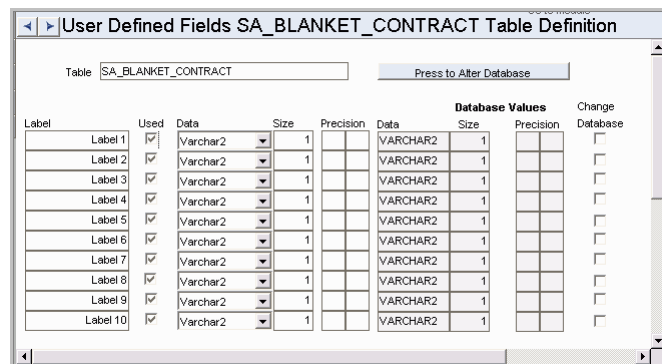 User Defined Fields SA_BLANKET_CONTRACT Table Definition
Table SA_BLANKET_CONTRACT Press to Alter Database
Database Values Change
Label Used Data Size Precision Data Size Precision Database
Label 1 Varchar2 1 VARCHAR2 1
Label 2 Varchar2 1 VARCHAR2 1
Label 3 Varchar2 1 VARCHAR2 1
Label 4 Varchar2 1 VARCHAR2 1
Label 5 Varchar2 1 VARCHAR2 1
Label 6 Varchar2 1 VARCHAR2 1
Label 7 Varchar2 1 VARCHAR2 1
Label 8 Varchar2 1 VARCHAR2 1
Label 9 Varchar2 1 VARCHAR2 1
Label 10 Varchar2 1 VARCHAR2 1